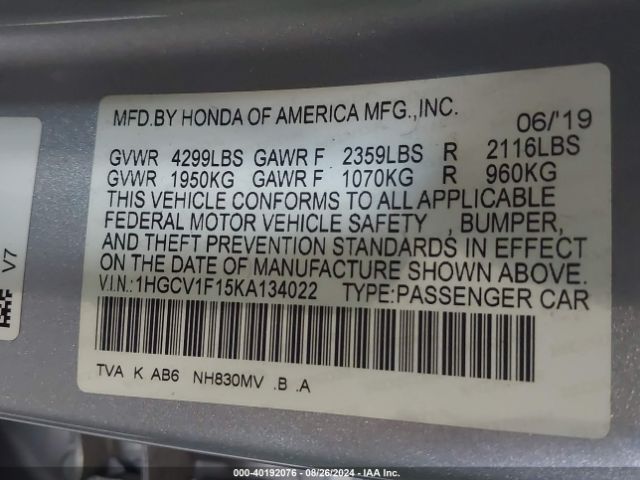 MFD.BY HONDA OF AMERICA MFG.,INC. 06/'19
GVWR 4299LBS GAWR F 2359LBS R 2116LBS
GVWR 1950KG GAWR F 1070KG R 960KG
THIS VEHICLE CONFORMS TO ALL APPLICABLE
FEDERAL MOTOR VEHICLE SAFETY , BUMPER,
AND THEFT PREVENTION STANDARDS IN EFFECT
ON THE DATE OF MANUFACTURE SHOWN ABOVE.
V.I.N.:1HGCV1F15KA134022 TYPE:PASSENGER CAR
TVA K AB6 NH830MV .B .A
V7
000-40192076 - 08/26/2024 - IAA Inc.